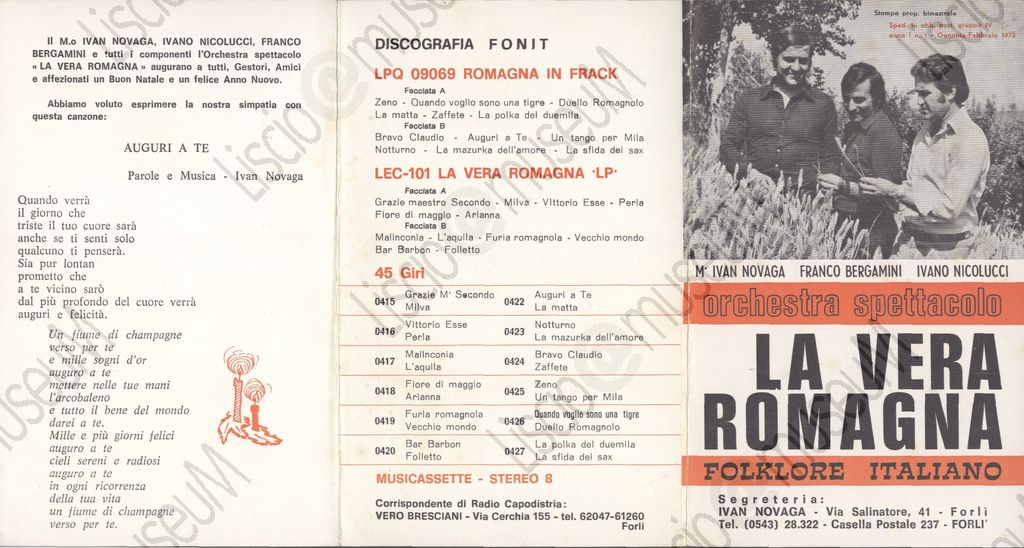 Il M.o IVAN NOVAGA, IVANO NICOLUCCI, FRANCO
BERGAMINI e tutti i componenti l'Orchestra spettacolo
« LA VERA ROMAGNA » augurano a tutti, Gestori, Amici
e affezionati un Buon Natale e un felice Anno Nuovo.
Abbiamo voluto esprimere la nostra simpatia con
questa canzone:
AUGURI A TE
Parole e Musica - Ivan Novaga
Quando verrà
il giorno che
triste il tuo cuore sarà
anche se ti senti solo
qualcuno ti penserà.
Sia pur lontan
prometto che
a te vicino sarò
dal più profondo del cuore verrà
auguri e felicità.
Un fiume di champagne
verso per te
e mille sogni d'or
auguro a te
mettere nelle tue mani
l'arcobaleno
e tutto il bene del mondo
darei a te.
Mille e più giorni felici
auguro a te
cieli sereni e radiosi
auguro a te
in ogni ricorrenza
della tua vita
un fiume di champagne
verso per te.
DISCOGRAFIA FONIT
LPQ 09069 ROMAGNA IN FRACK
Facciata A
Zeno - Quando voglio sono una tigre - Duello Romagnolo
La matta - Zaffete - La polka del duemila
Facciata B
Bravo Claudio - Auguri a Te - Un tango per Mila
Notturno - La mazurka dell'amore - La sfida dei sax
LEC-101 LA VERA ROMAGNA ·LP·
Facciata A
Grazie maestro Secondo - Milva - Vittorio Esse - Perla
Fiore di maggio - Arianna
Facciata B
Malinconia - L'aquila - Furia romagnola - Vecchio mondo
Bar Barbon - Folletto
45 Giri
0415 Grazie M° Secondo 0422 Auguri a Te
Milva La matta
0416 Vittorio Esse 0423 Notturno
Perla La mazurka dell'amore
0417 Malinconia 0424 Bravo Claudio
L'aquila Zaffete
0418 Fiore di maggio 0425 Zeno
Arianna Un tango per Mila
0419 Furia romagnola 0426 Quando voglio sono una tigre
Vecchio mondo Duello Romagnolo
0420 Bar Barbon 0427 La polka del duemila
Folletto La sfida dei sax
MUSICASSETTE - STEREO 8
Corrispondente di Radio Capodistria:
VERO BRESCIANI - Via Cerchia 155 - tel. 62047-61260
Forlì
Stampa prop. bimestrale
Sped. in abb. post. gruppo IV
anno 1 n. 1 - Gennaio Febbraio 1973
M° IVAN NOVAGA FRANCO BERGAMINI IVANO NICOLUCCI
orchestra spettacolo
LA VERA
ROMAGNA
FOLKLORE ITALIANO
Segreteria:
IVAN NOVAGA - Via Salinatore, 41 - Forlì
Tel. (0543) 28.322 - Casella Postale 237 - FORLI'
Liscio@museuM